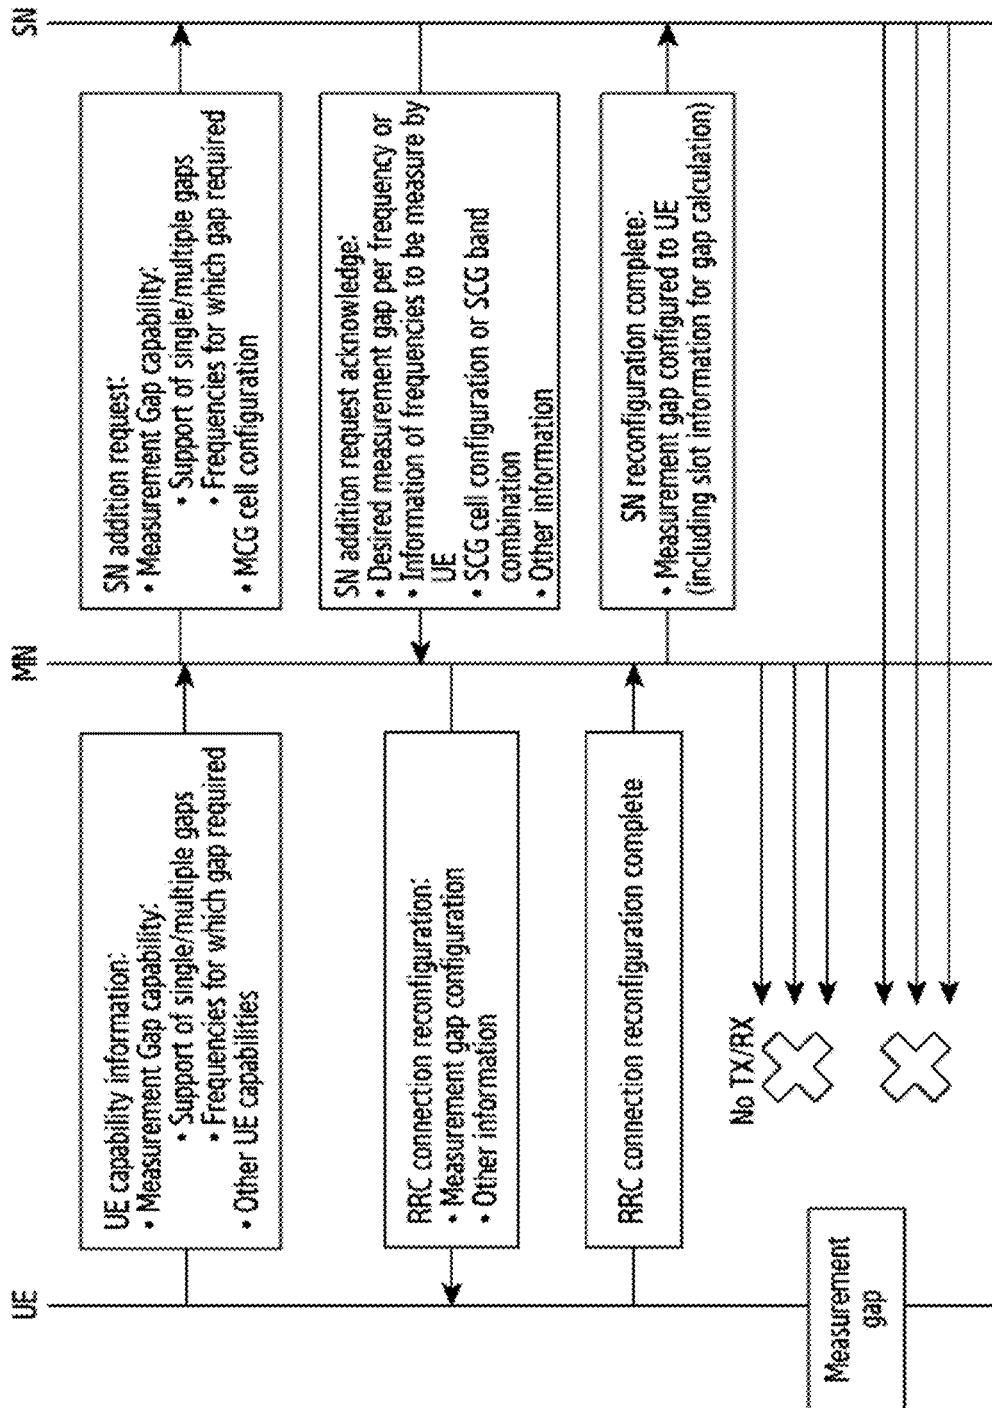 UE
MN
SN
UE capability information:
• Measurement Gap capability:
• Support of single/multiple gaps
• Frequencies for which gap required
• Other UE capabilities
SN addition request:
• Measurement Gap capability:
• Support of single/multiple gaps
• Frequencies for which gap required
• MCG cell configuration
SN addition request acknowledge:
• Desired measurement gap per frequency or
• Information of frequencies to be measure by
UE
• SCG cell configuration or SCG band
combination
• Other information
RRC connection reconfiguration:
• Measurement gap configuration
• Other information
RRC connection reconfiguration complete
SN reconfiguration complete:
• Measurement gap configured to UE
(including slot information for gap calculation)
No TX/RX
Measurement
gap